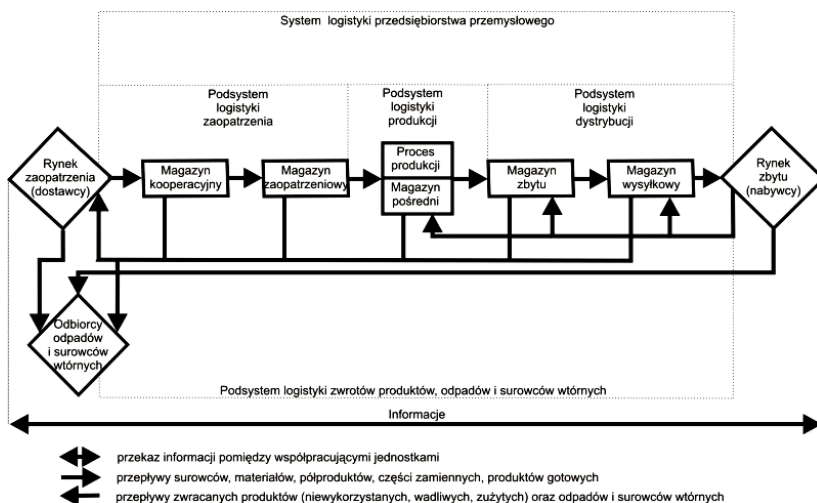 System logistyki przedsiębiorstwa przemysłowego
Podsystem
logistyki
zaopatrzenia
Podsystem
logistyki
produkcji
Podsystem
logistyki
dystrybucji
Rynek
zaopatrzenia
(dostawcy)
Magazyn
kooperacyjny
Magazyn
zaopatrzeniowy
Proces
produkcji
Magazyn
pośredni
Magazyn
zbytu
Magazyn
wysyłkowy
Rynek
zbytu
(nabywcy)
Odbiorcy
odpadów
i surowców
wtórnych
Podsystem logistyki zwrotów produktów, odpadów i surowców wtórnych
Informacje
przekaz informacji pomiędzy współpracującymi jednostkami
przepływy surowców, materiałów, półproduktów, części zamiennych, produktów gotowych
przepływy zwracanych produktów (niewykorzystanych, wadliwych, zużytych) oraz odpadów i surowców wtórnych